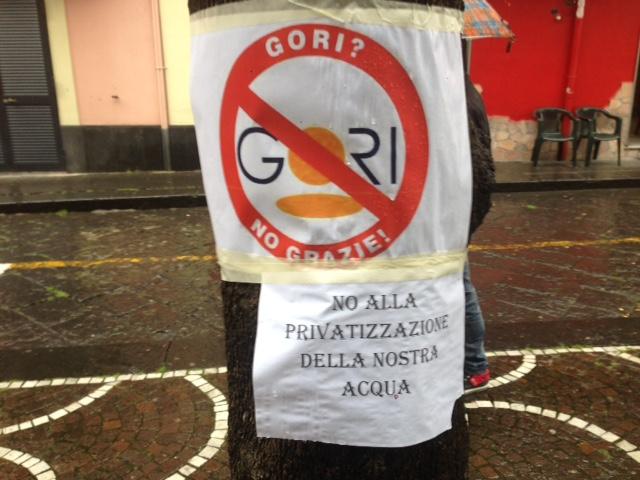 GORI?
GORI
NO GRAZIE!
NO ALLA
PRIVATIZZAZIONE
DELLA NOSTRA
ACQUA